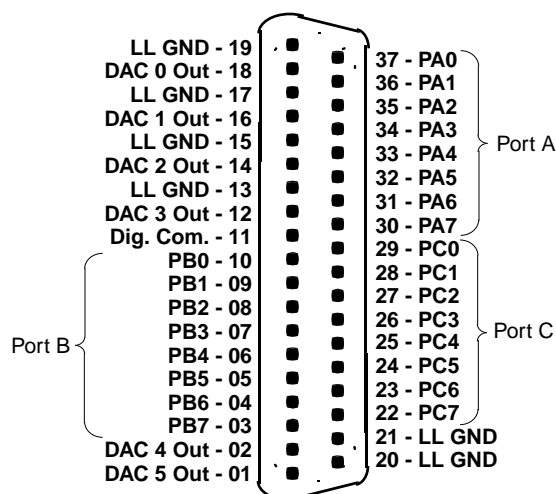 LL GND - 19
DAC 0 Out - 18
LL GND - 17
DAC 1 Out - 16
LL GND - 15
DAC 2 Out - 14
LL GND - 13
DAC 3 Out - 12
Dig. Com. - 11
PB0 - 10
PB1 - 09
PB2 - 08
PB3 - 07
PB4 - 06
PB5 - 05
PB6 - 04
PB7 - 03
DAC 4 Out - 02
DAC 5 Out - 01
Port B
37 - PA0
36 - PA1
35 - PA2
34 - PA3
33 - PA4
32 - PA5
31 - PA6
30 - PA7
29 - PC0
28 - PC1
27 - PC2
26 - PC3
25 - PC4
24 - PC5
23 - PC6
22 - PC7
21 - LL GND
20 - LL GND
Port A
Port C